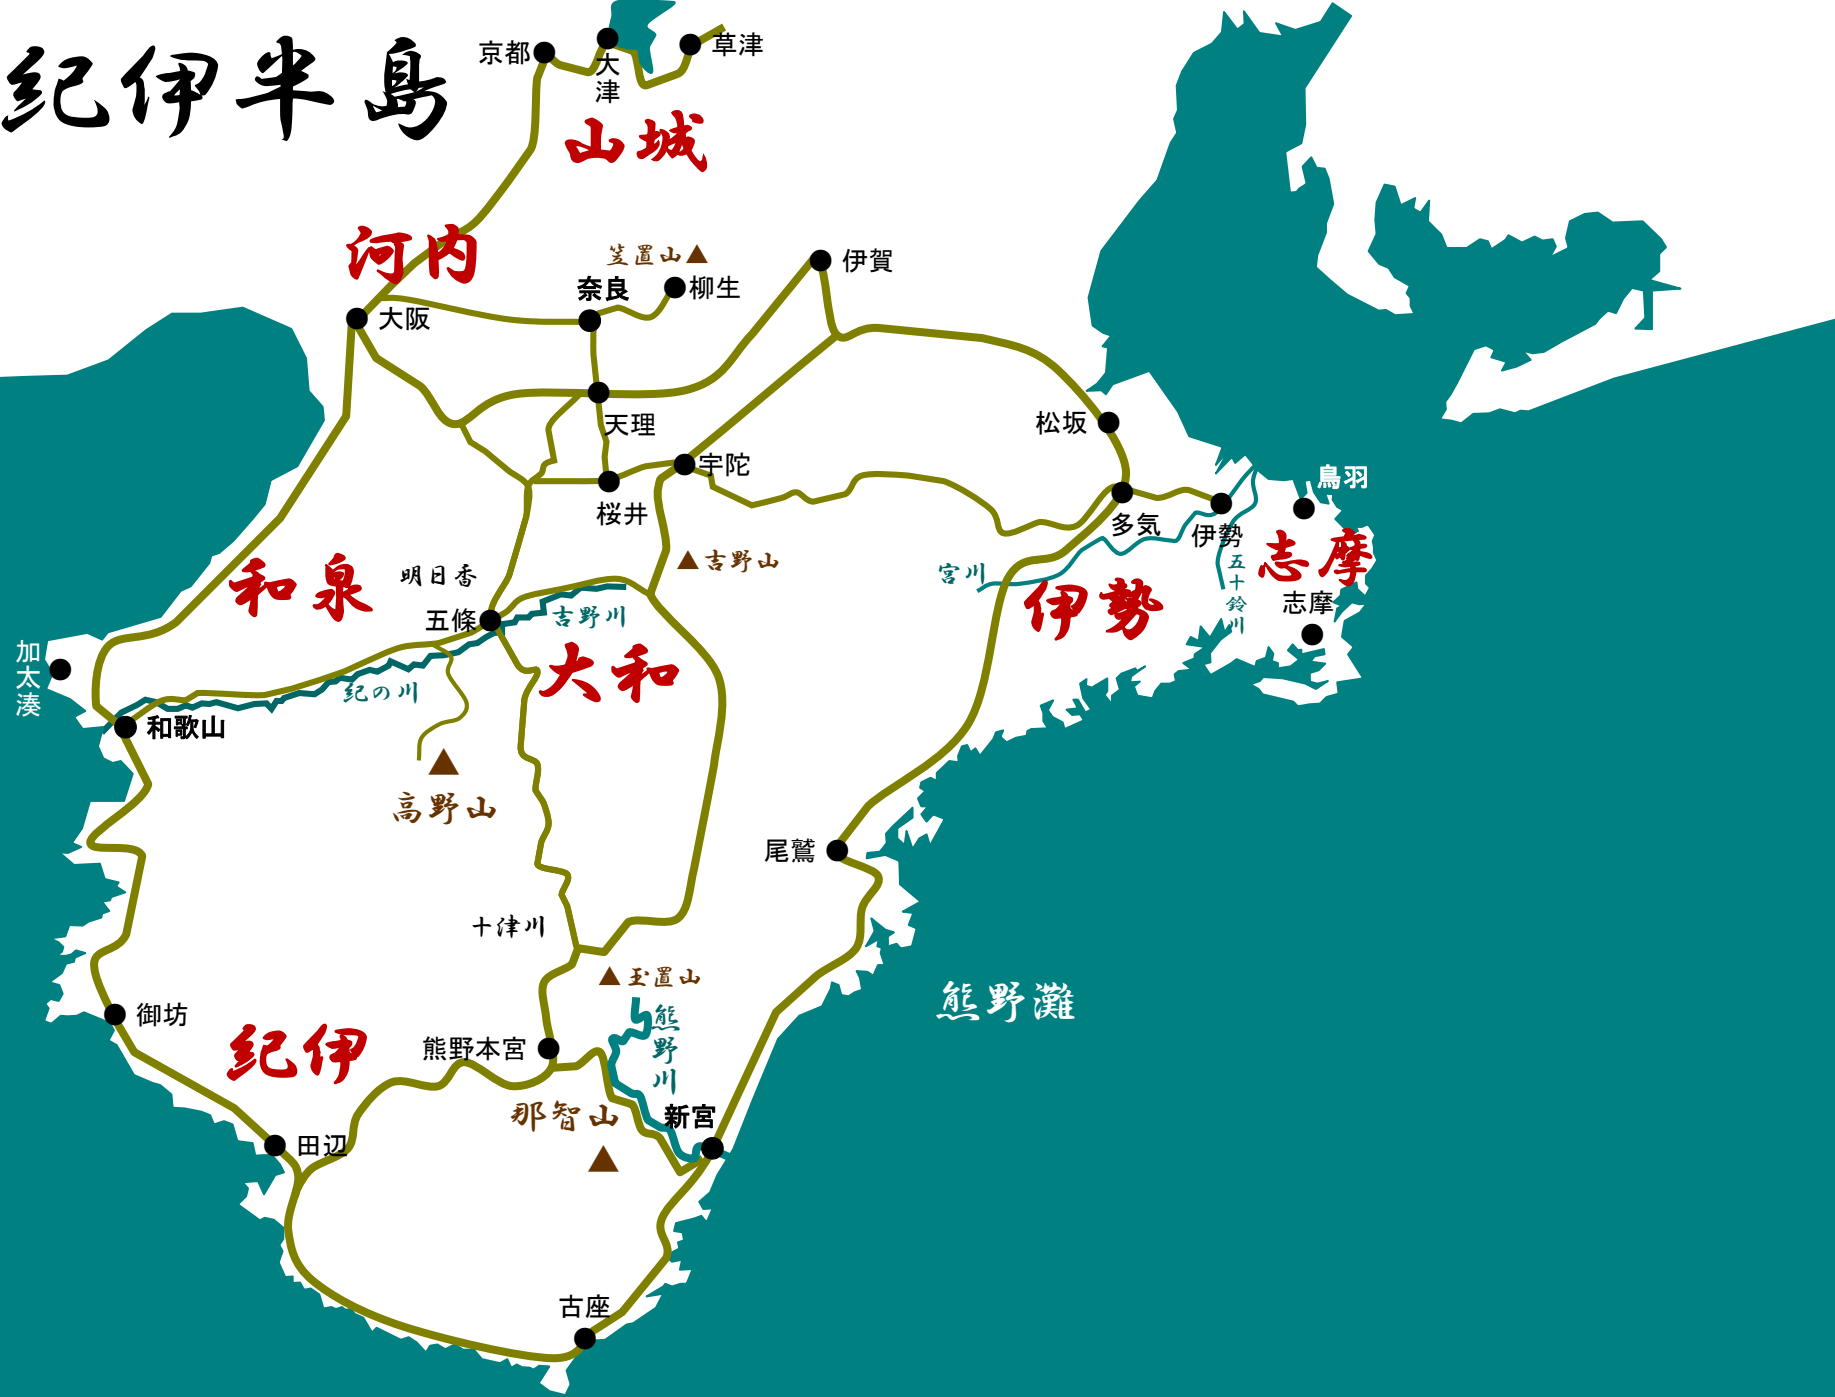 紀伊半島
京都
大津
草津
山城
河内
笠置山
伊賀
奈良
柳生
大阪
松坂
天理
宇陀
鳥羽
桜井
多気
伊勢
志摩
吉野山
五十鈴川
明日香
宮川
和泉
伊勢
志摩
五條
吉野川
加太湊
大和
紀の川
和歌山
高野山
尾鷲
十津川
玉置山
熊野灘
御坊
熊野川
紀伊
熊野本宮
那智山
新宮
田辺
古座